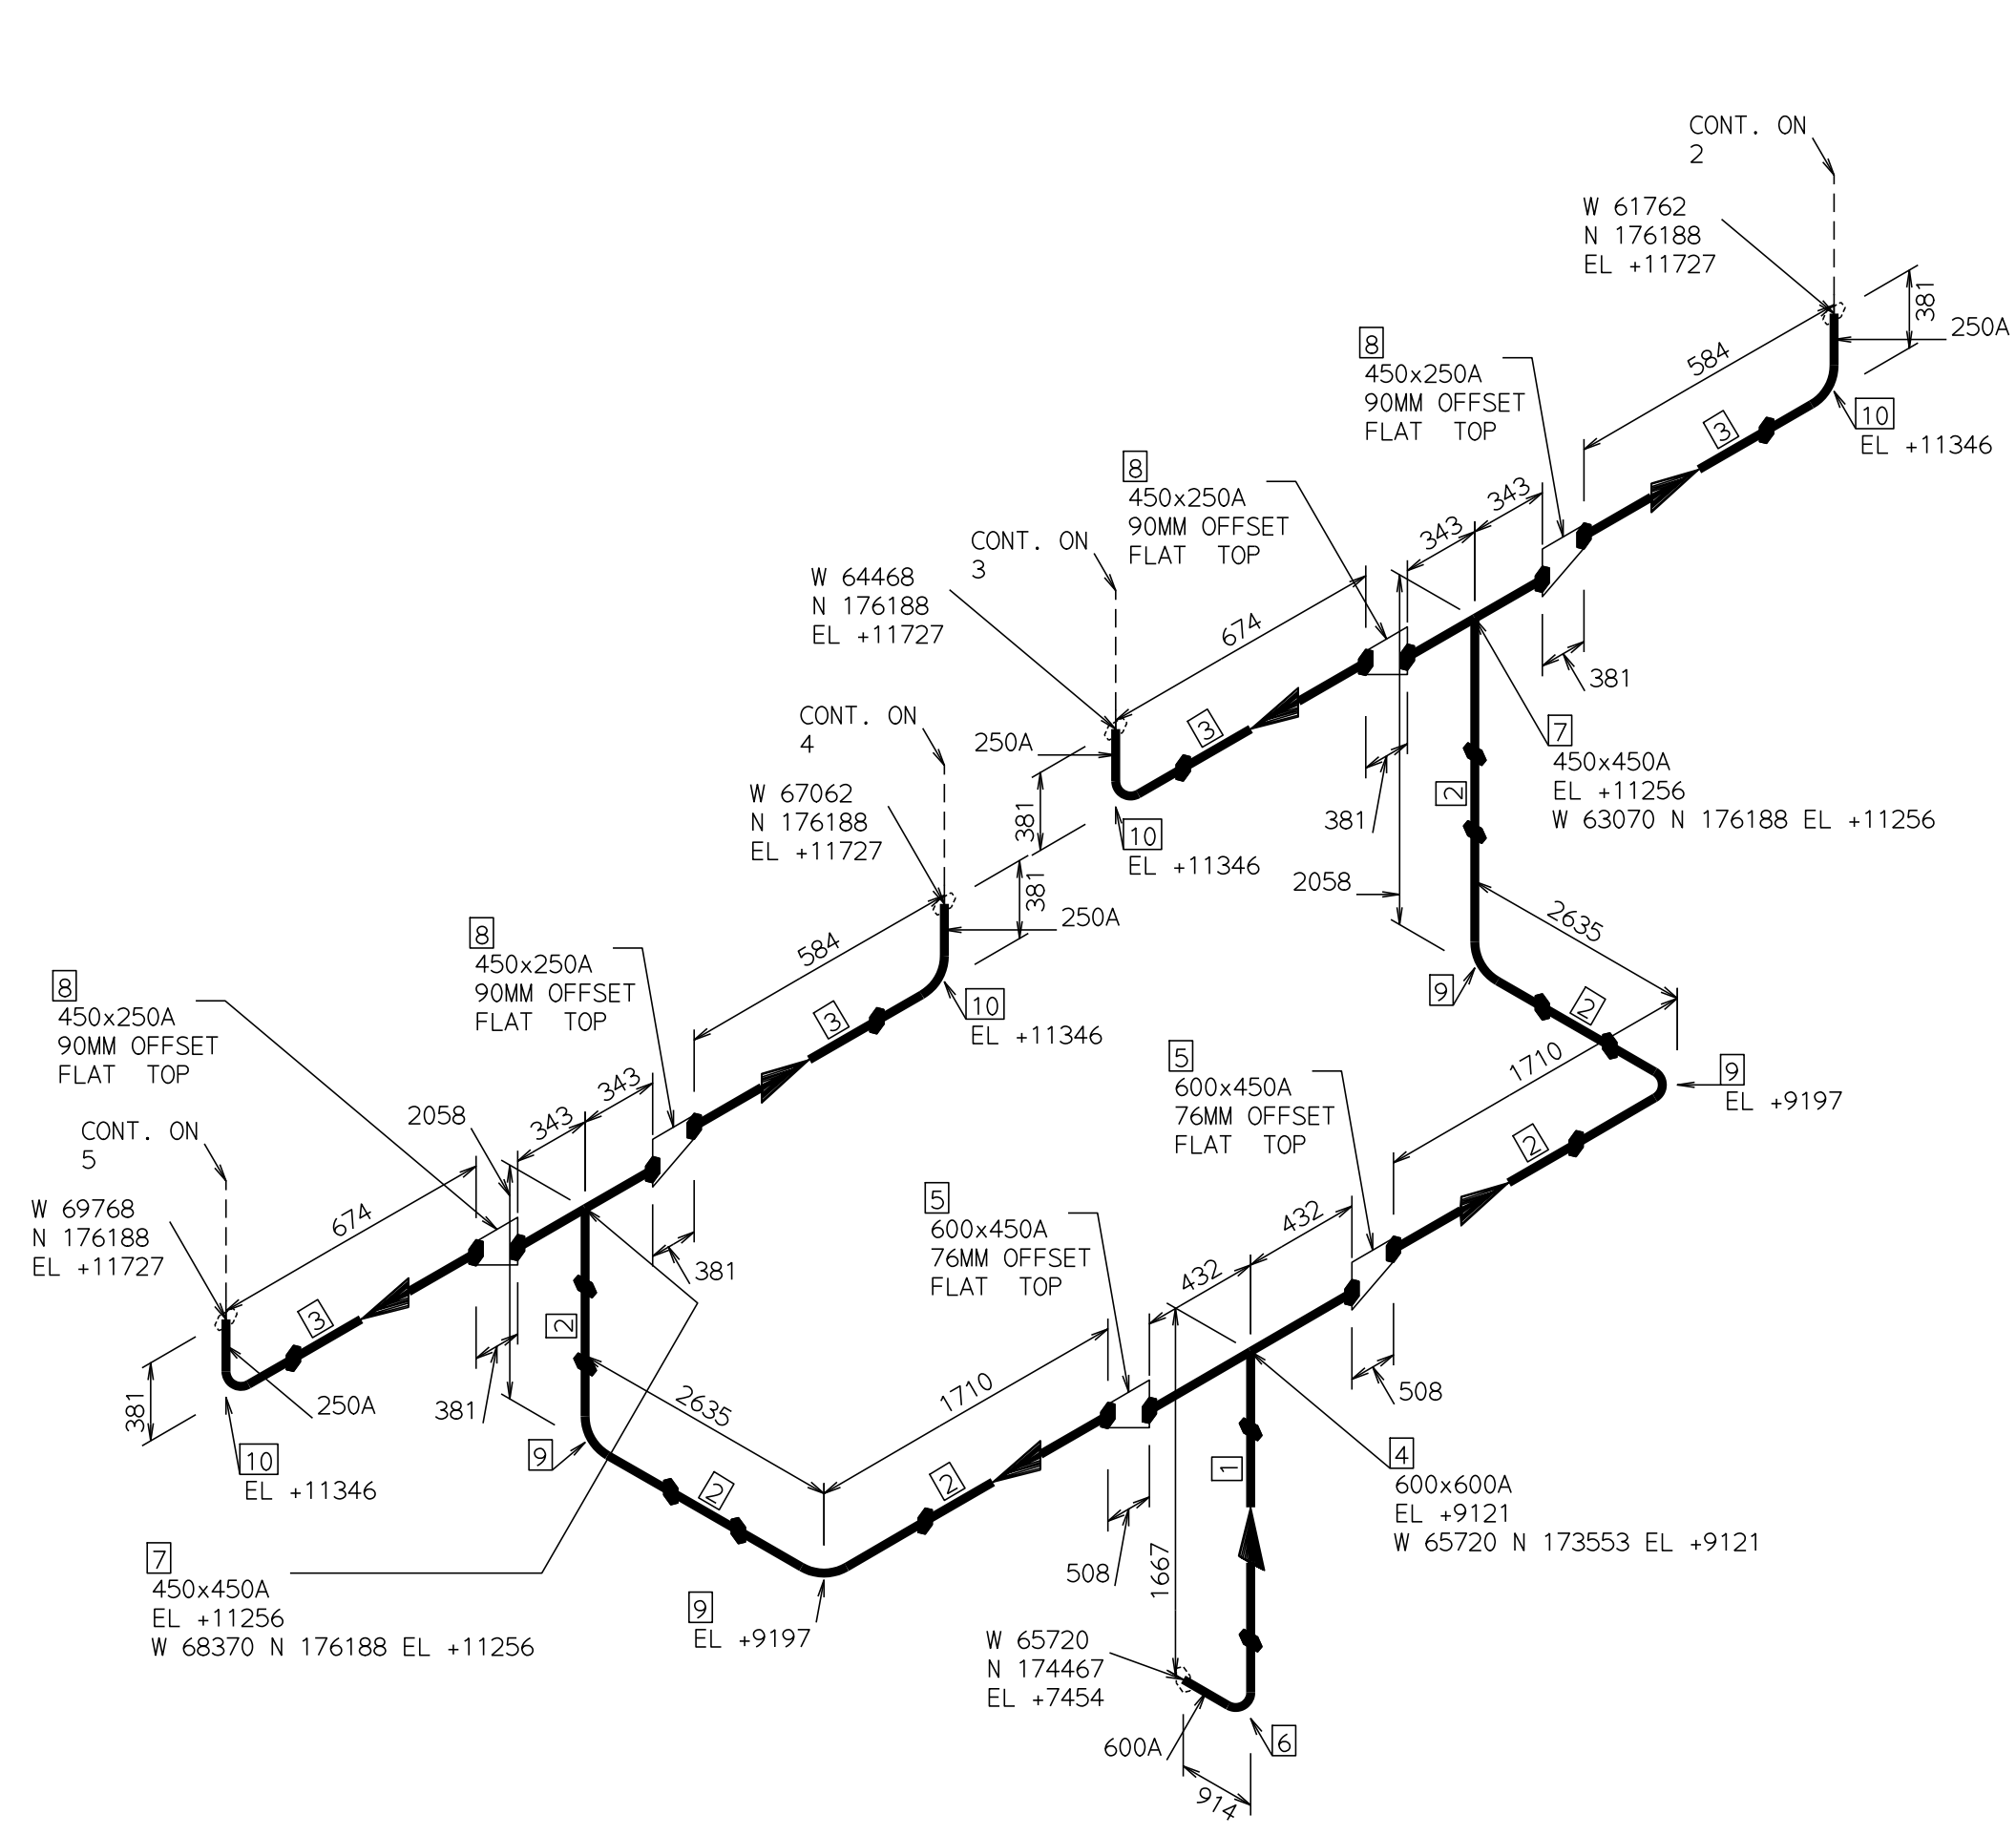 CONT. ON
2
W 61762
N 176188
EL +11727
381
250A
584
8
450x250A
90MM OFFSET
FLAT TOP
3
10
EL +11346
8
450x250A
90MM OFFSET
FLAT TOP
343
343
CONT. ON
3
W 64468
N 176188
EL +11727
674
381
7
450x450A
EL +11256
W 63070 N 176188 EL +11256
3
250A
381
2
381
10
EL +11346
CONT. ON
4
W 67062
N 176188
EL +11727
381
250A
2058
2635
8
450x250A
90MM OFFSET
FLAT TOP
584
9
2
8
450x250A
90MM OFFSET
FLAT TOP
3
10
EL +11346
1710
9
EL +9197
5
600x450A
76MM OFFSET
FLAT TOP
2058
343
343
CONT. ON
5
2
W 69768
N 176188
EL +11727
674
5
600x450A
76MM OFFSET
FLAT TOP
432
432
381
3
2
381
250A
381
2635
1710
508
10
EL +11346
9
2
2
1
4
600x600A
EL +9121
W 65720 N 173553 EL +9121
508
1667
7
450x450A
EL +11256
W 68370 N 176188 EL +11256
9
EL +9197
W 65720
N 174467
EL +7454
600A
6
914